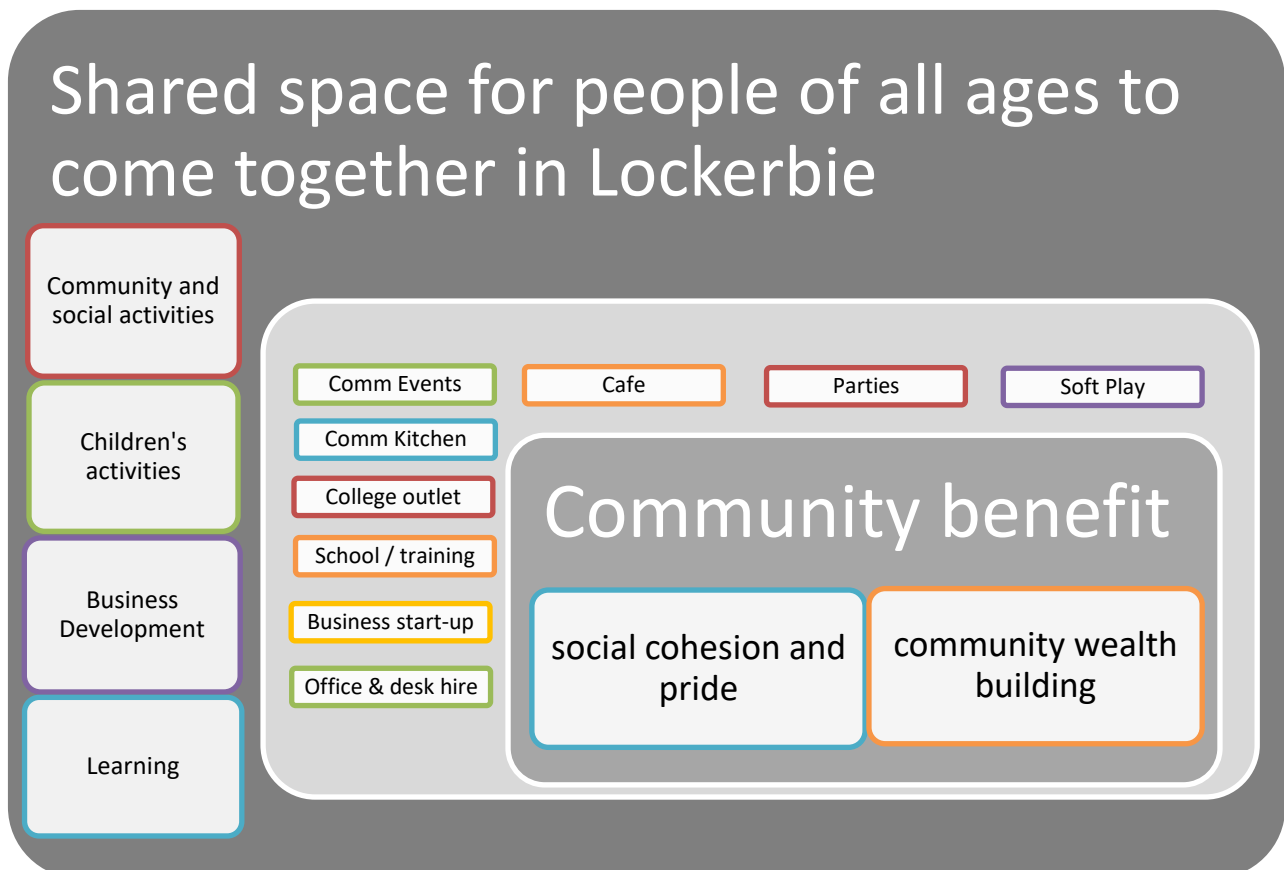 Shared space for people of all ages to
come together in Lockerbie
Community and
social activities
Children's
activities
Business
Development
Learning
Comm Events
Cafe
Parties
Soft Play
Comm Kitchen
College outlet
School / training
Business start-up
Office & desk hire
Community benefit
social cohesion and
pride
community wealth
building